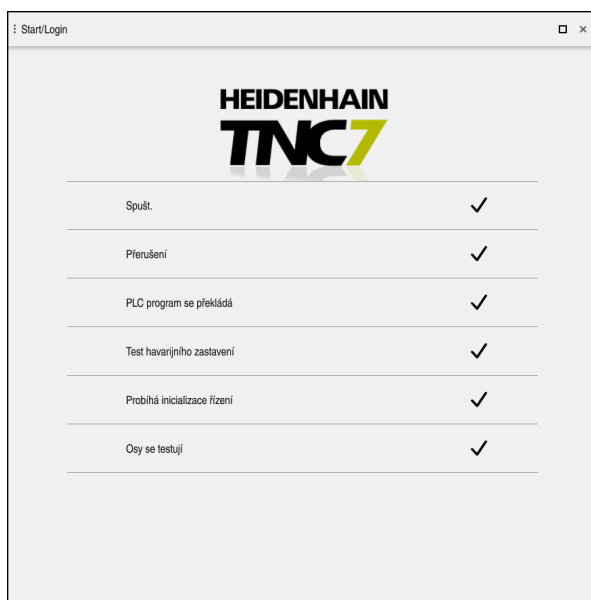 Start/Login
HEIDENHAIN
TNC7
Spušt.
Přerušení
PLC program se překládá
Test havarijního zastavení
Probíhá inicializace řízení
Osy se testují